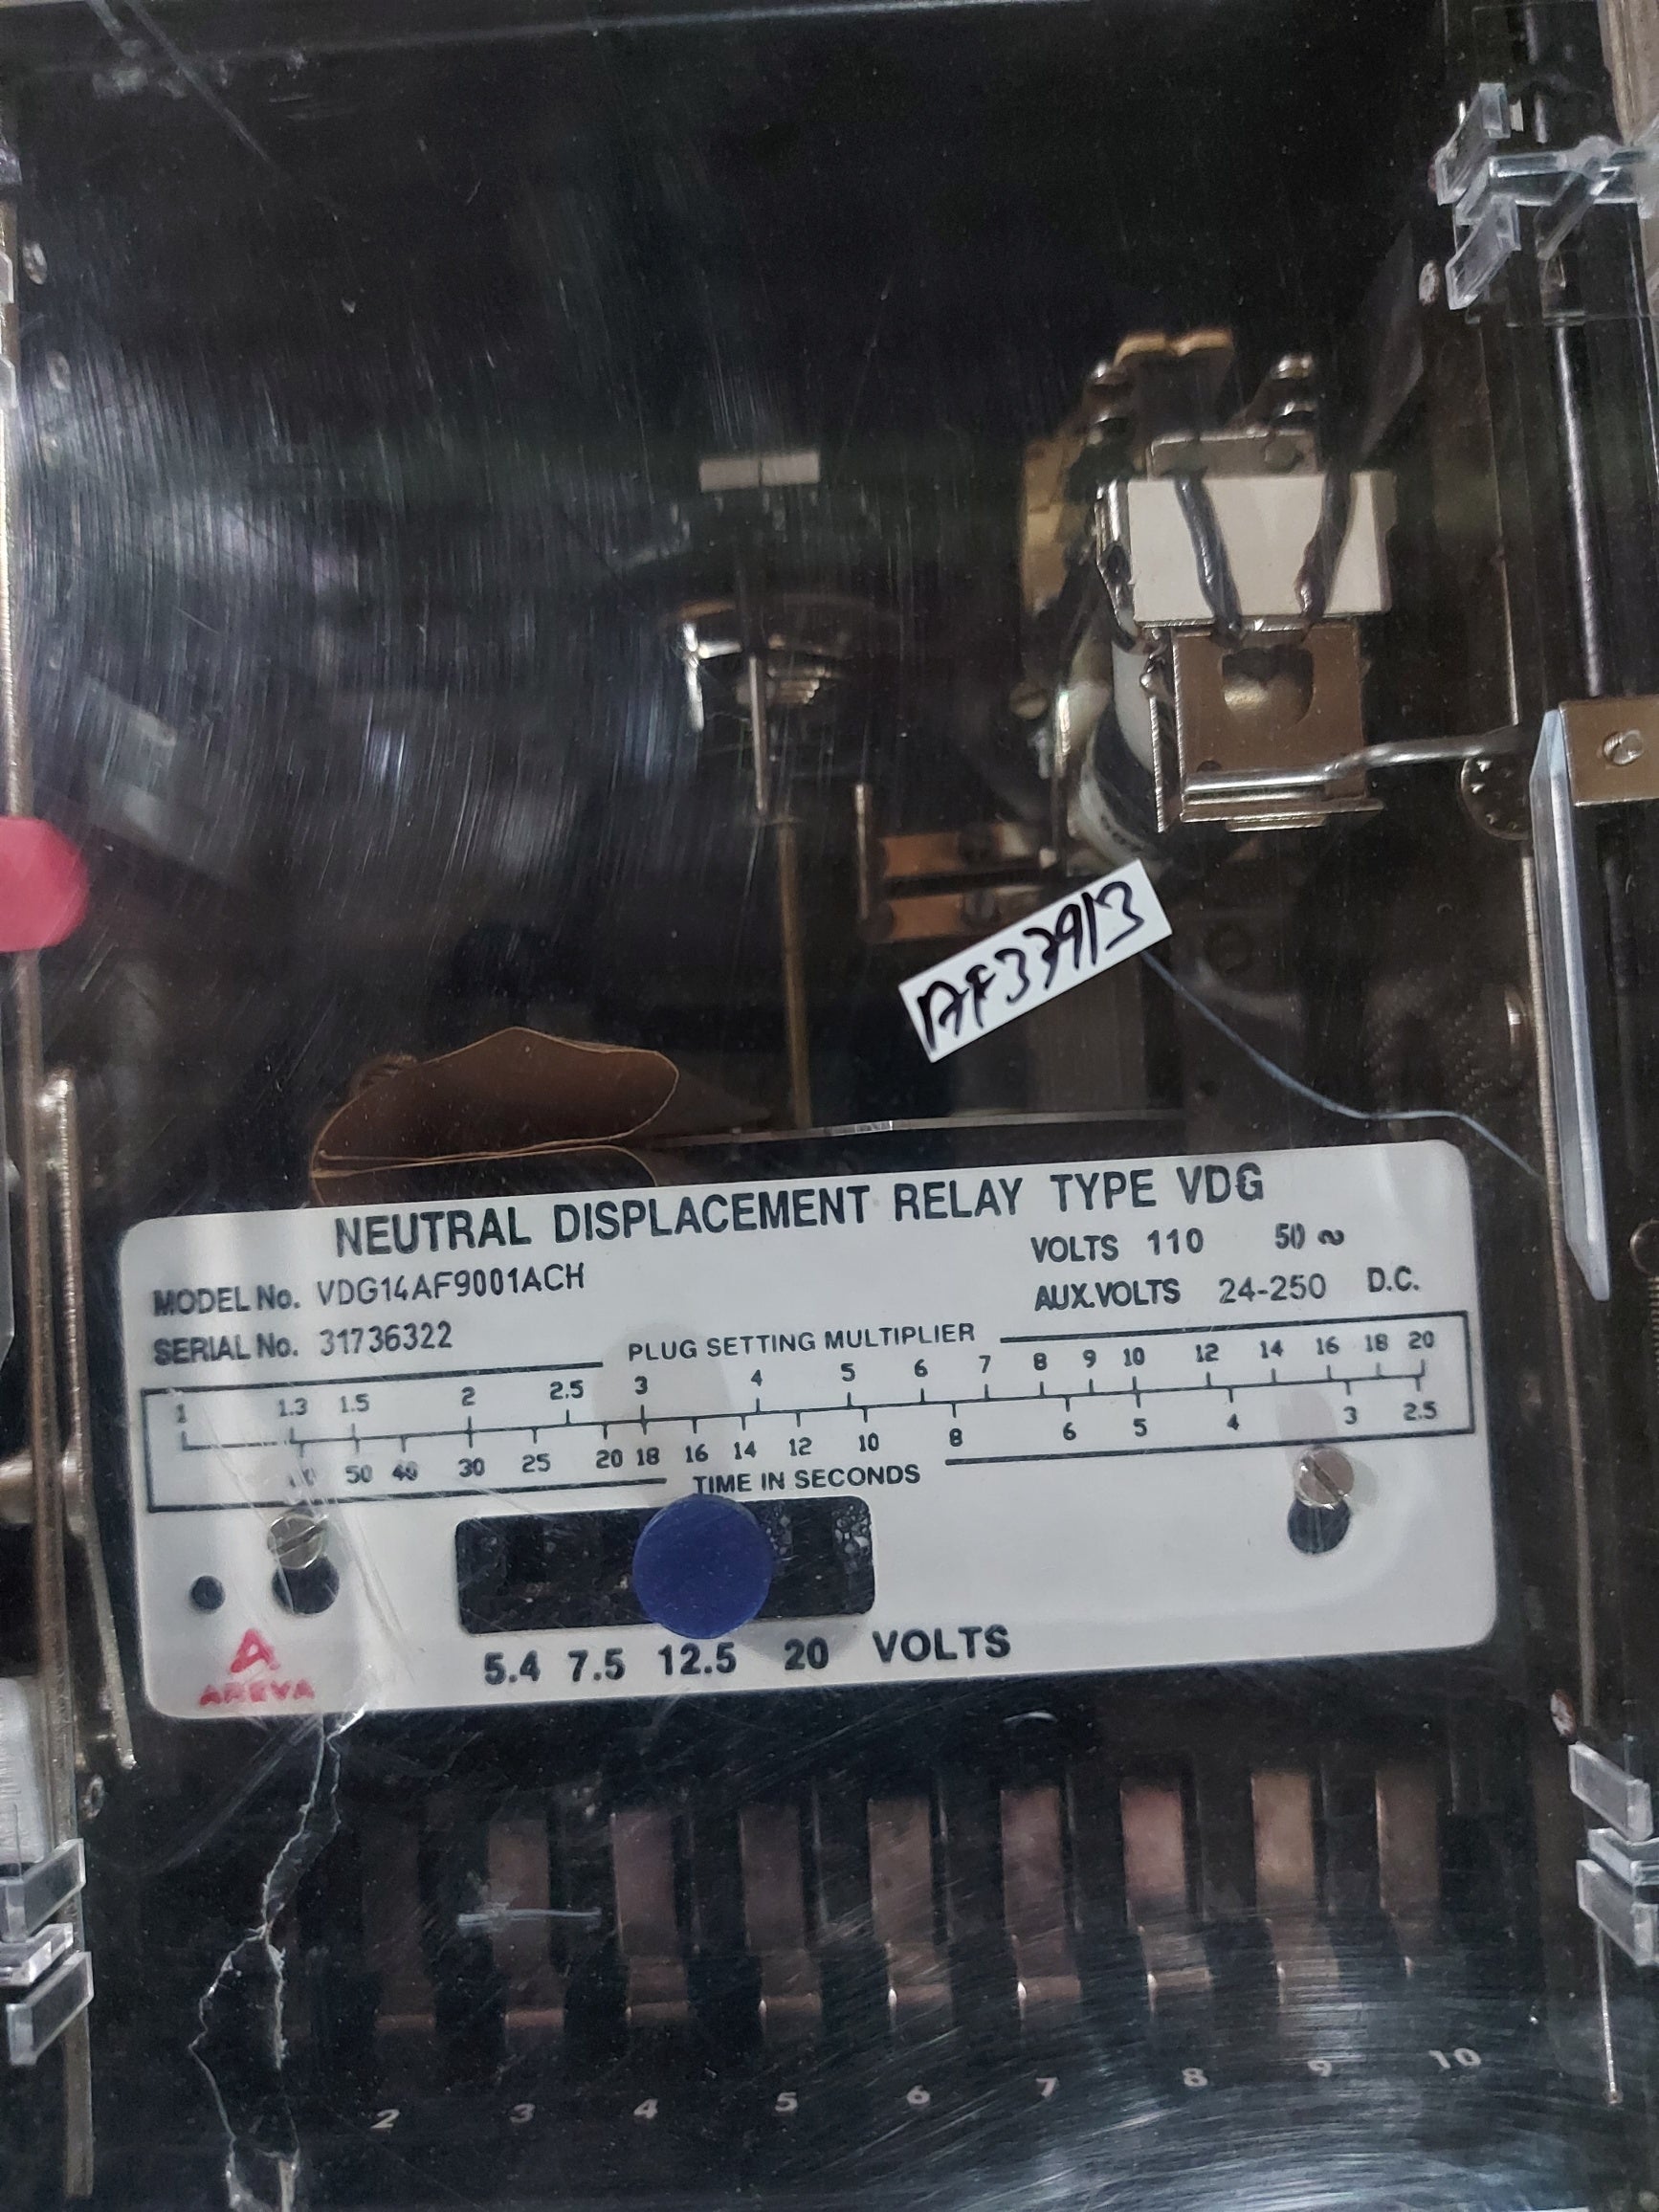 AF33913
NEUTRAL DISPLACEMENT RELAY TYPE VDG
VOLTS 110 50 ∾
MODEL No. VDG14AF9001ACH
AUX.VOLTS 24-250 D.C.
SERIAL No. 31736322
PLUG SETTING MULTIPLIER
1 1.3 1.5 2 2.5 3 4 5 6 7 8 9 10 12 14 16 18 20
50 40 30 25 20 18 16 14 12 10 8 6 5 4 3 2.5
TIME IN SECONDS
5.4 7.5 12.5 20 VOLTS
AREVA
2 3 4 5 6 7 8 9 10